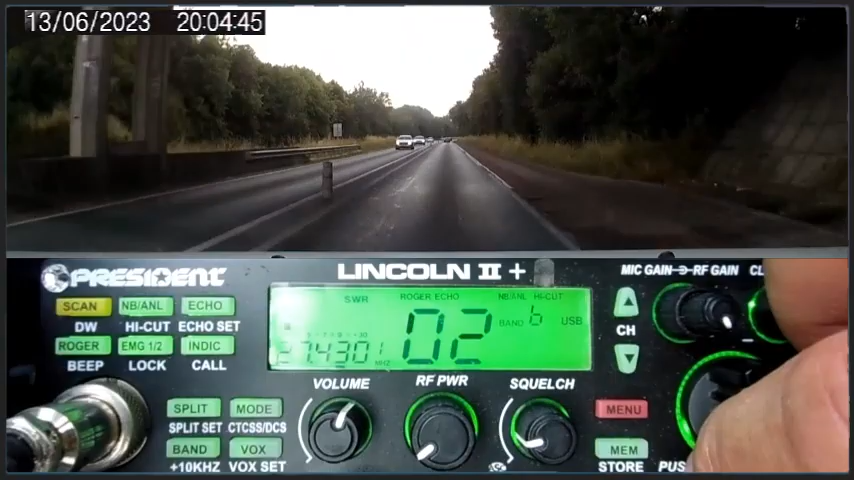 13/06/2023 20:04:45
PRESIDENT
LINCOLN II +
MIC GAIN RF GAIN
SCAN NB/ANL ECHO
DW HI-CUT ECHO SET
ROGER EMG 1/2 INDIC
BEEP LOCK CALL
SWR ROGER ECHO NB/ANL HI-CUT
02 BAND b USB
27.4301 MHZ
CH
VOLUME RF PWR SQUELCH
SPLIT MODE
SPLIT SET CTCSS/DCS
BAND VOX
+10KHZ VOX SET
MENU
MEM
STORE